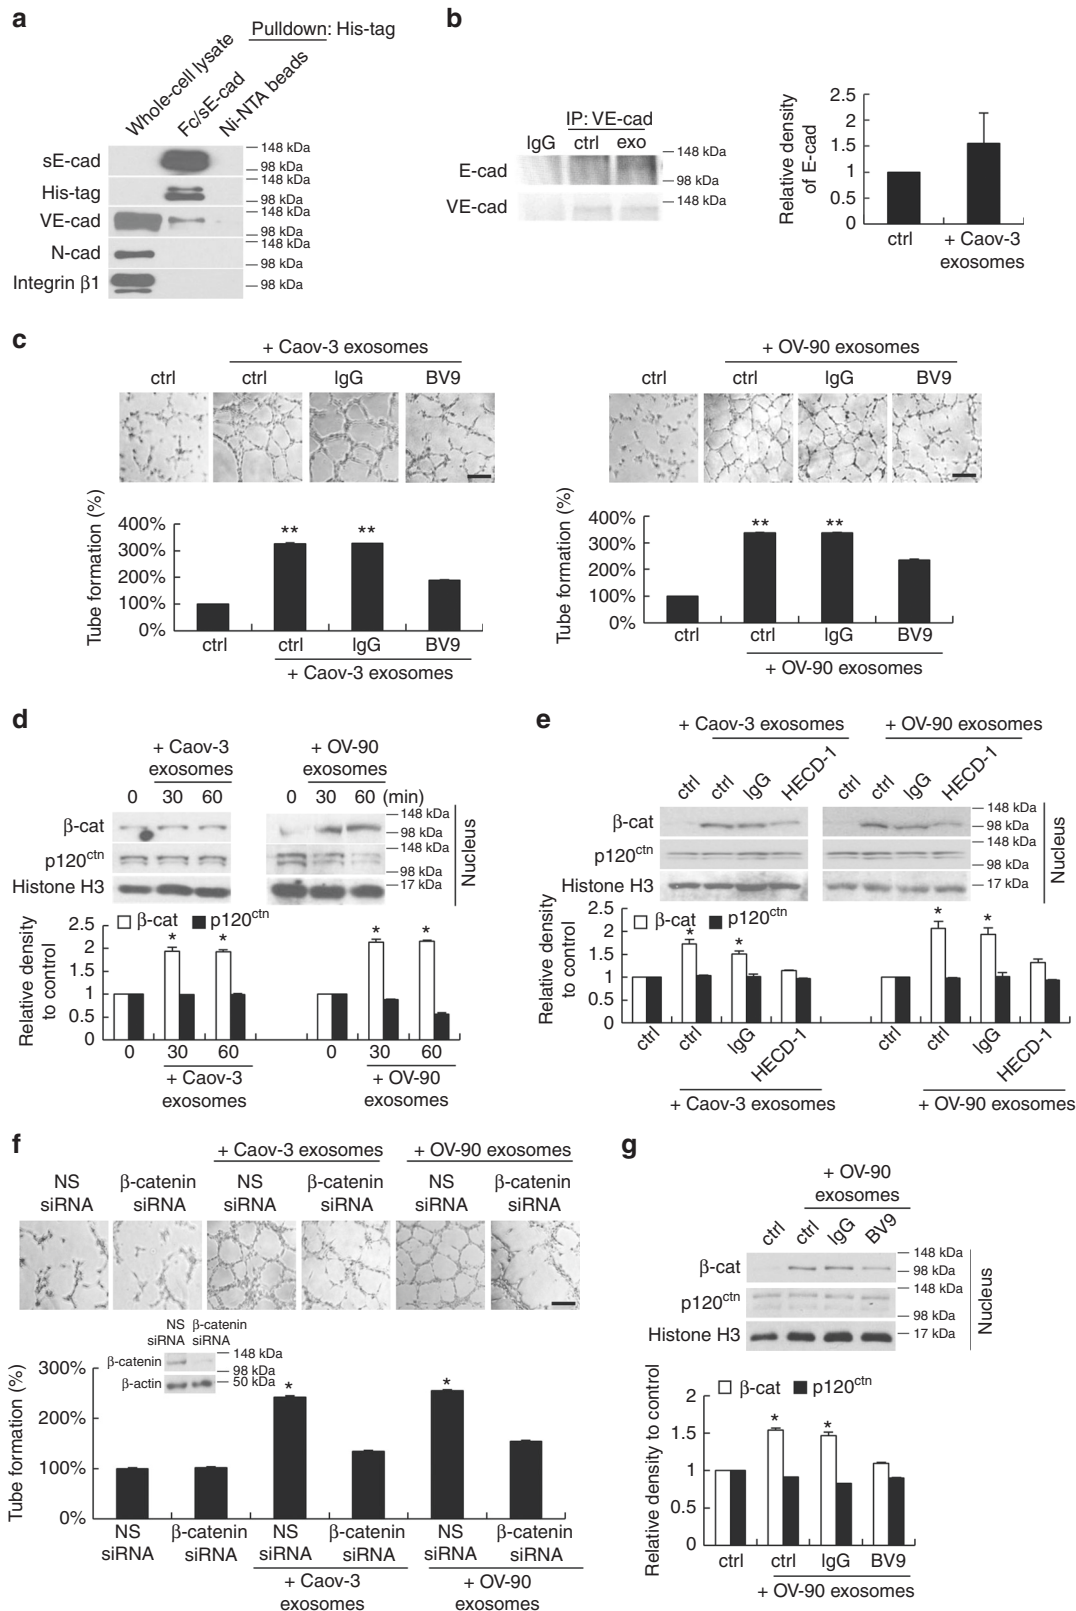 a
Pulldown: His-tag
Whole-cell lysate
Fc/sE-cad
Ni-NTA beads
sE-cad
148 kDa
98 kDa
His-tag
148 kDa
98 kDa
VE-cad
148 kDa
98 kDa
N-cad
148 kDa
98 kDa
Integrin β1
98 kDa
b
IP: VE-cad
IgG ctrl exo
E-cad
148 kDa
98 kDa
VE-cad
148 kDa
Relative density
of E-cad
2.5
2
1.5
1
0.5
0
ctrl
+ Caov-3
exosomes
c
+ Caov-3 exosomes
ctrl ctrl IgG BV9
Tube formation (%)
400%
300%
200%
100%
0%
** **
ctrl ctrl IgG BV9
+ Caov-3 exosomes
+ OV-90 exosomes
ctrl ctrl IgG BV9
Tube formation (%)
400%
300%
200%
100%
0%
** **
ctrl ctrl IgG BV9
+ OV-90 exosomes
d
+ Caov-3
exosomes
+ OV-90
exosomes
0 30 60 0 30 60 (min)
β-cat
148 kDa
98 kDa
p120ctn
148 kDa
98 kDa
Histone H3
17 kDa
Nucleus
β-cat p120ctn
Relative density
to control
2.5
2
1.5
1
0.5
0
* * * *
0 30 60 0 30 60
+ Caov-3
exosomes
+ OV-90
exosomes
e
+ Caov-3 exosomes
+ OV-90 exosomes
ctrl ctrl IgG HECD-1 ctrl ctrl IgG HECD-1
β-cat
148 kDa
98 kDa
p120ctn
148 kDa
98 kDa
Histone H3
17 kDa
Nucleus
β-cat p120ctn
Relative density
to control
2.5
2
1.5
1
0.5
0
* * * *
ctrl ctrl IgG HECD-1 ctrl ctrl IgG HECD-1
+ Caov-3 exosomes
+ OV-90 exosomes
f
+ Caov-3 exosomes
+ OV-90 exosomes
NS siRNA
β-catenin siRNA
NS siRNA
β-catenin siRNA
NS siRNA
β-catenin siRNA
NS siRNA
β-catenin siRNA
β-catenin
148 kDa
98 kDa
β-actin
50 kDa
Tube formation (%)
300%
200%
100%
0%
* *
NS siRNA
β-catenin siRNA
NS siRNA
β-catenin siRNA
NS siRNA
β-catenin siRNA
+ Caov-3
exosomes
+ OV-90
exosomes
g
+ OV-90
exosomes
ctrl ctrl IgG BV9
β-cat
148 kDa
98 kDa
p120ctn
148 kDa
98 kDa
Histone H3
17 kDa
Nucleus
β-cat p120ctn
Relative density to control
2
1.5
1
0.5
0
* *
ctrl ctrl IgG BV9
+ OV-90 exosomes